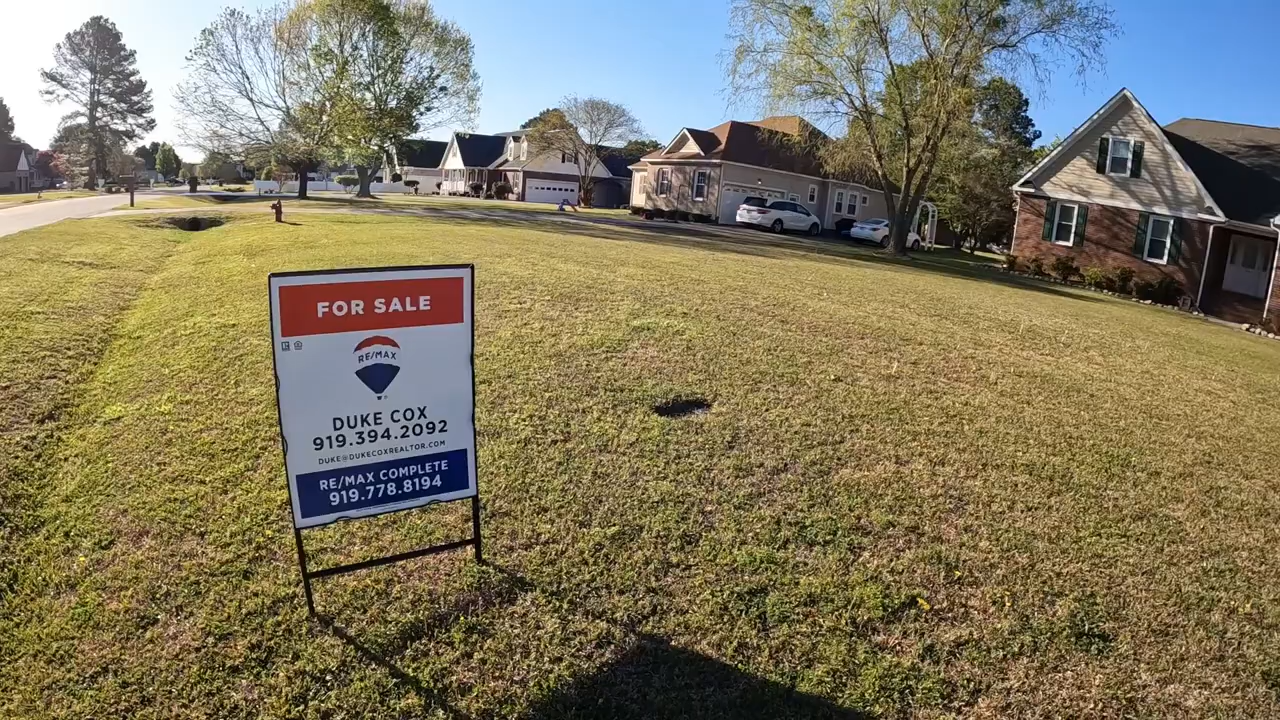 FOR SALE
RE/MAX
DUKE COX
919.394.2092
DUKE@DUKECOXREALTOR.COM
RE/MAX COMPLETE
919.778.8194